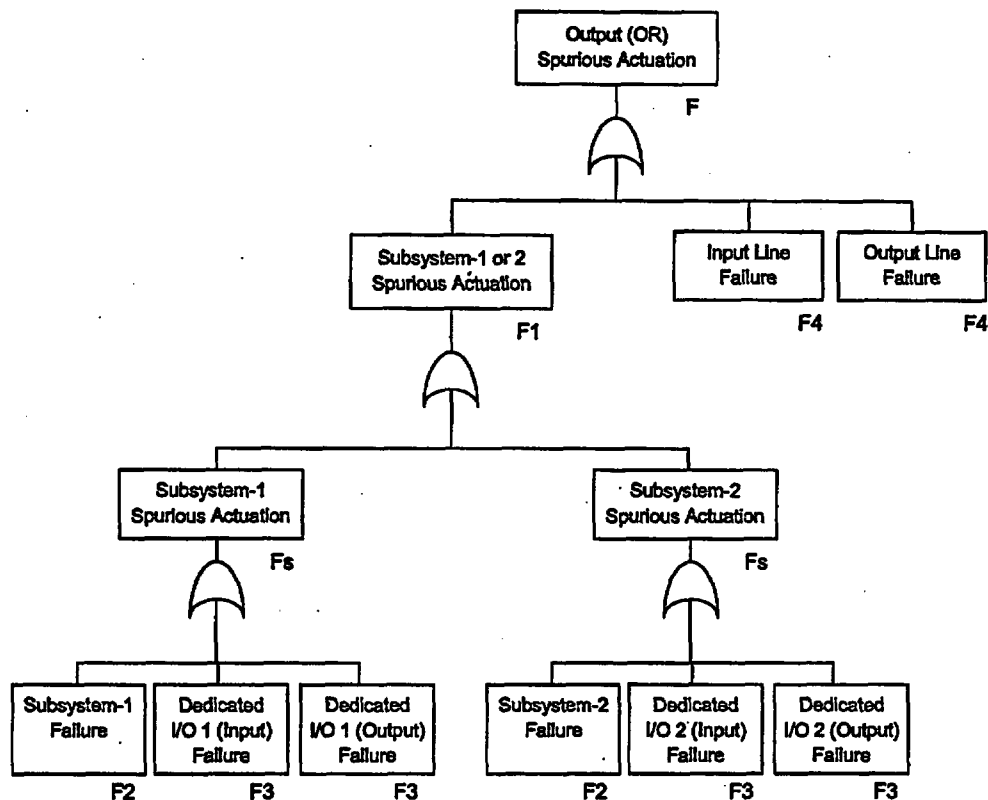 Output (OR)
Spurious Actuation
F
Subsystem-1 or 2
Spurious Actuation
F1
Input Line
Failure
F4
Output Line
Failure
F4
Subsystem-1
Spurious Actuation
Fs
Subsystem-2
Spurious Actuation
Fs
Subsystem-1
Failure
F2
Dedicated
I/O 1 (Input)
Failure
F3
Dedicated
I/O 1 (Output)
Failure
F3
Subsystem-2
Failure
F2
Dedicated
I/O 2 (Input)
Failure
F3
Dedicated
I/O 2 (Output)
Failure
F3